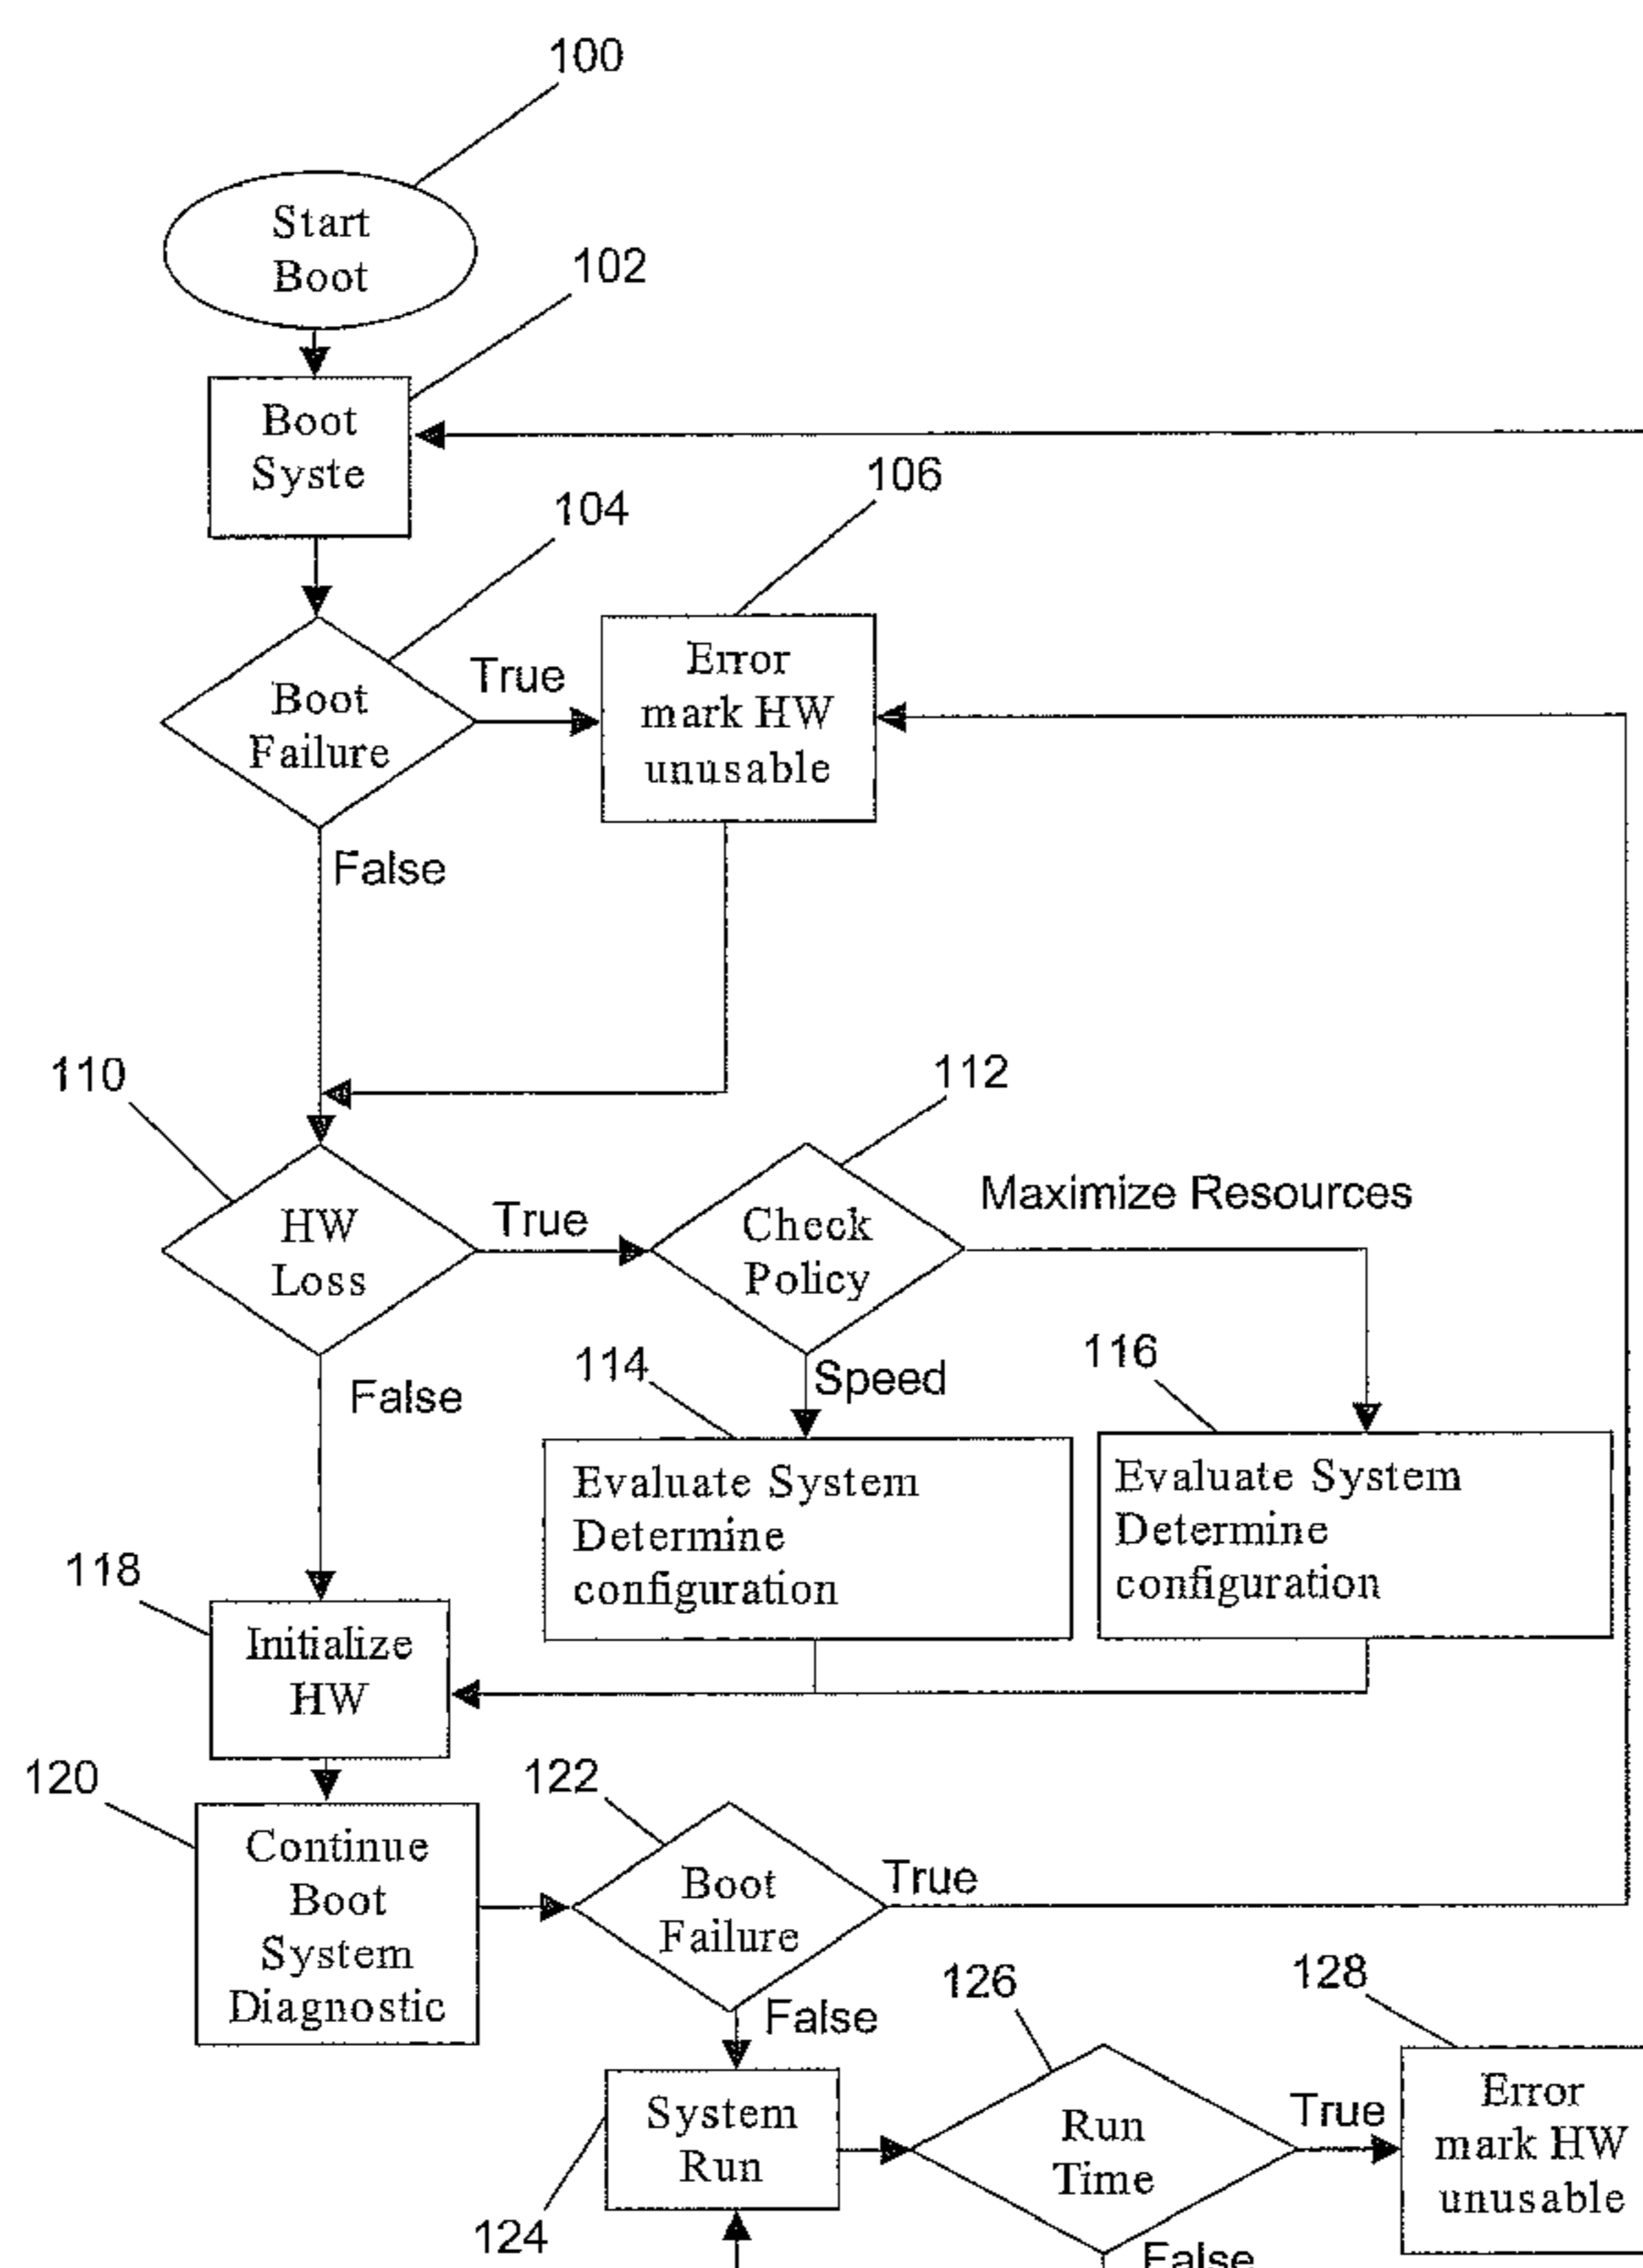 100
Start
Boot
102
Boot
Syste
104
106
Boot
Failure
True
Error
mark HW
unusable
False
110
112
HW
Loss
True
Check
Policy
Maximize Resources
False
114
Speed
116
Evaluate System
Determine
configuration
Evaluate System
Determine
configuration
118
Initialize
HW
120
122
Continue
Boot
System
Diagnostic
Boot
Failure
True
False
126
128
System
Run
124
Run
Time
True
Error
mark HW
unusable
False